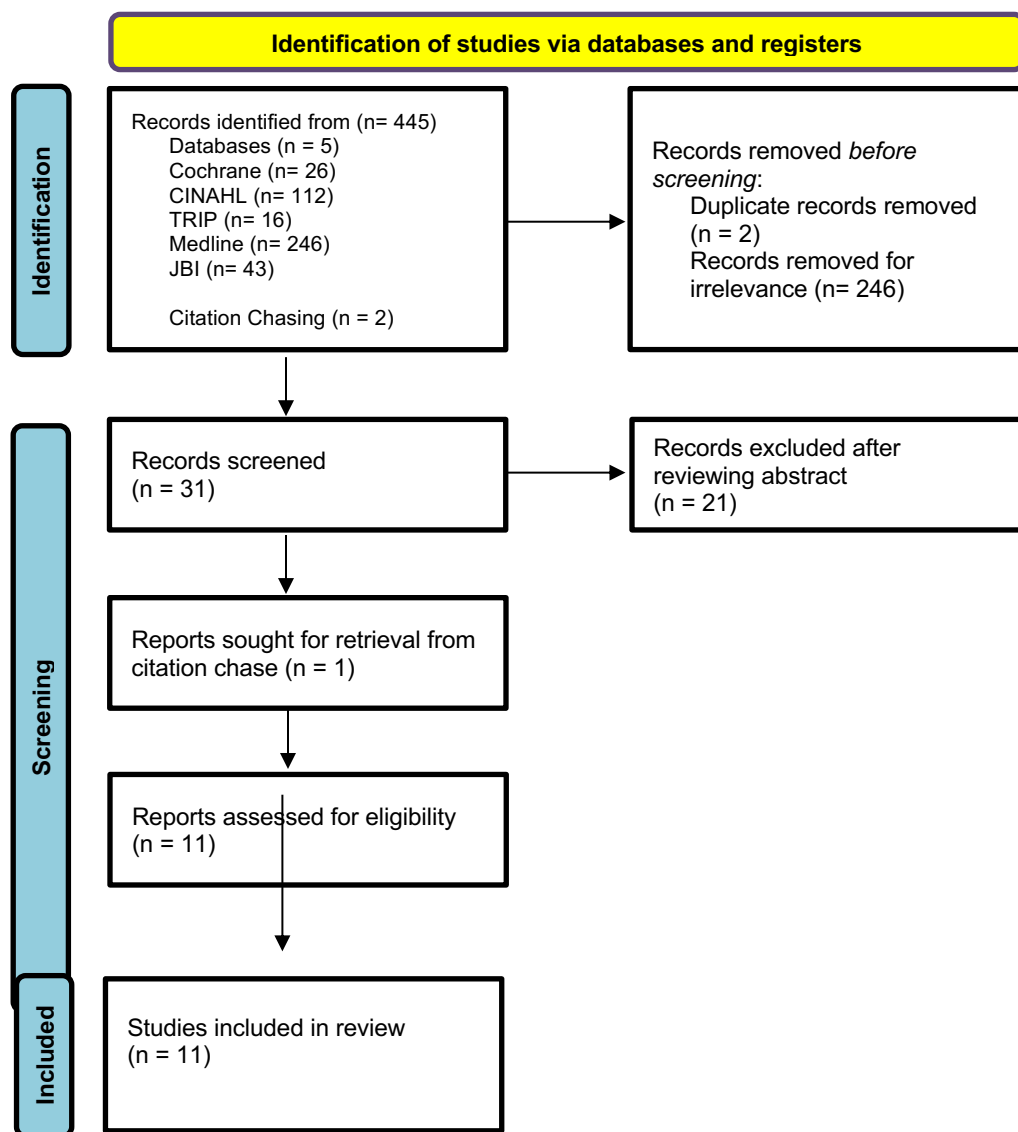 Identification of studies via databases and registers
Identification
Records identified from (n= 445)
Databases (n = 5)
Cochrane (n= 26)
CINAHL (n= 112)
TRIP (n= 16)
Medline (n= 246)
JBI (n= 43)
Citation Chasing (n = 2)
Records removed before
screening:
Duplicate records removed
(n = 2)
Records removed for
irrelevance (n= 246)
Screening
Records screened
(n = 31)
Records excluded after
reviewing abstract
(n = 21)
Reports sought for retrieval from
citation chase (n = 1)
Reports assessed for eligibility
(n = 11)
Included
Studies included in review
(n = 11)